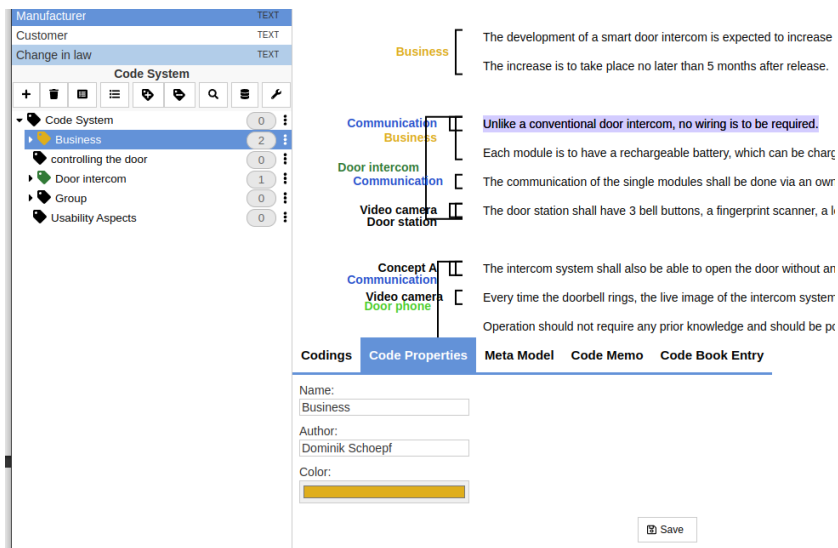 Manufacturer TEXT
Customer TEXT
Change in law TEXT
Code System
Code System 0
Business 2
controlling the door 0
Door intercom 1
Group 0
Usability Aspects 0
Business
The development of a smart door intercom is expected to increase
The increase is to take place no later than 5 months after release.
Communication
Unlike a conventional door intercom, no wiring is to be required.
Business
Each module is to have a rechargeable battery, which can be
Door intercom
Communication
The communication of the single modules shall be done via an
Video camera
The door station shall have 3 bell buttons, a fingerprint scanner, a
Door station
Concept A
The intercom system shall also be able to open the door without
Communication
Video camera
Every time the doorbell rings, the live image of the intercom system
Door phone
Operation should not require any prior knowledge and should be
Codings Code Properties Meta Model Code Memo Code Book Entry
Name:
Business
Author:
Dominik Schoepf
Color:
Save